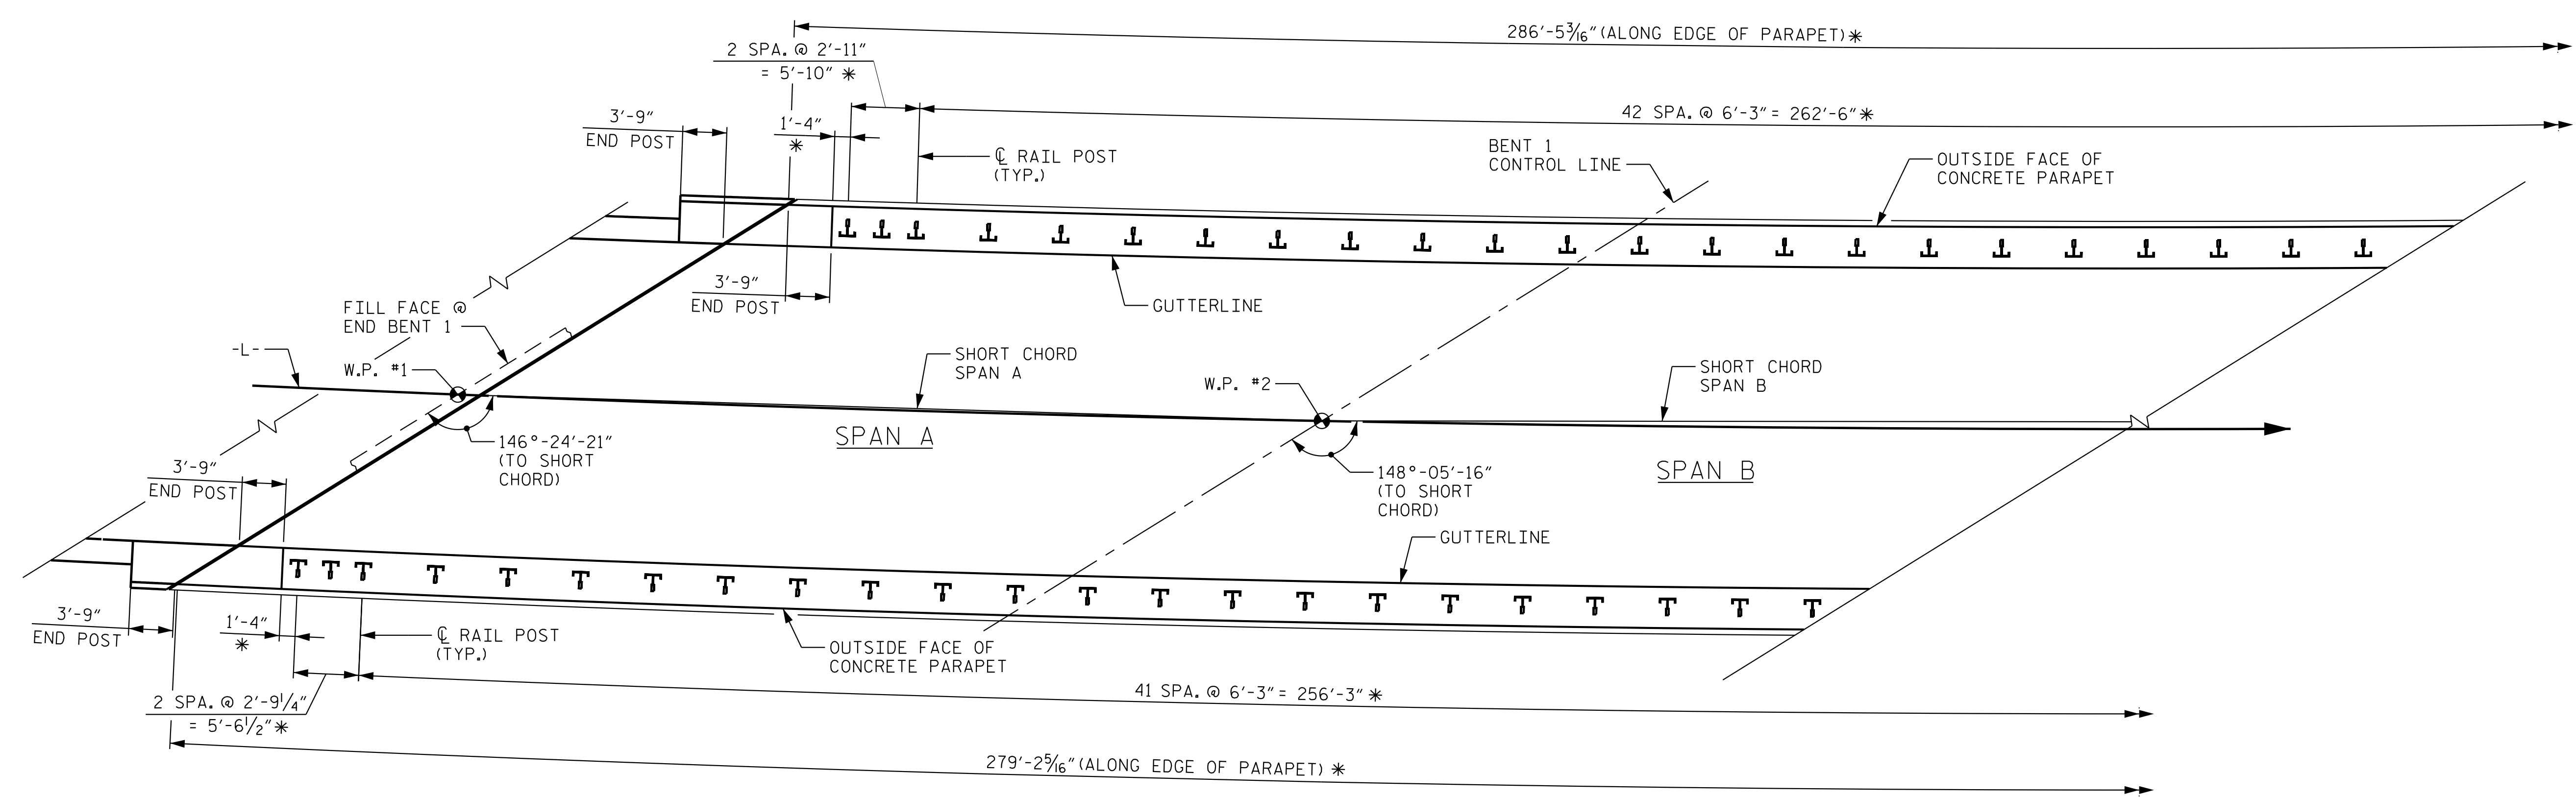 286'-5 3/16" (ALONG EDGE OF PARAPET) ✳
2 SPA. @ 2'-11"
= 5'-10" ✳
42 SPA. @ 6'-3" = 262'-6" ✳
3'-9"
END POST
1'-4"
✳
℄ RAIL POST
(TYP.)
BENT 1
CONTROL LINE
OUTSIDE FACE OF
CONCRETE PARAPET
3'-9"
END POST
GUTTERLINE
FILL FACE @
END BENT 1
-L-
W.P. #1
SHORT CHORD
SPAN A
W.P. #2
SHORT CHORD
SPAN B
SPAN A
146°-24'-21"
(TO SHORT
CHORD)
148°-05'-16"
(TO SHORT
CHORD)
SPAN B
3'-9"
END POST
GUTTERLINE
3'-9"
END POST
1'-4"
✳
℄ RAIL POST
(TYP.)
OUTSIDE FACE OF
CONCRETE PARAPET
2 SPA. @ 2'-9 1/4"
= 5'-6 1/2" ✳
41 SPA. @ 6'-3" = 256'-3" ✳
279'-2 5/16" (ALONG EDGE OF PARAPET) ✳